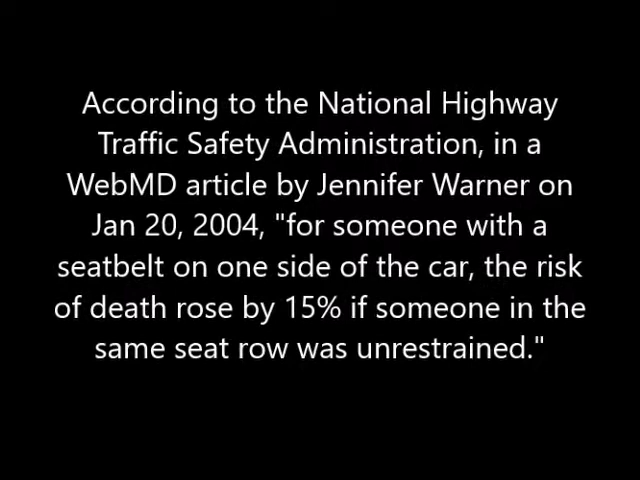 According to the National Highway
Traffic Safety Administration, in a
WebMD article by Jennifer Warner on
Jan 20, 2004, "for someone with a
seatbelt on one side of the car, the risk
of death rose by 15% if someone in the
same seat row was unrestrained."